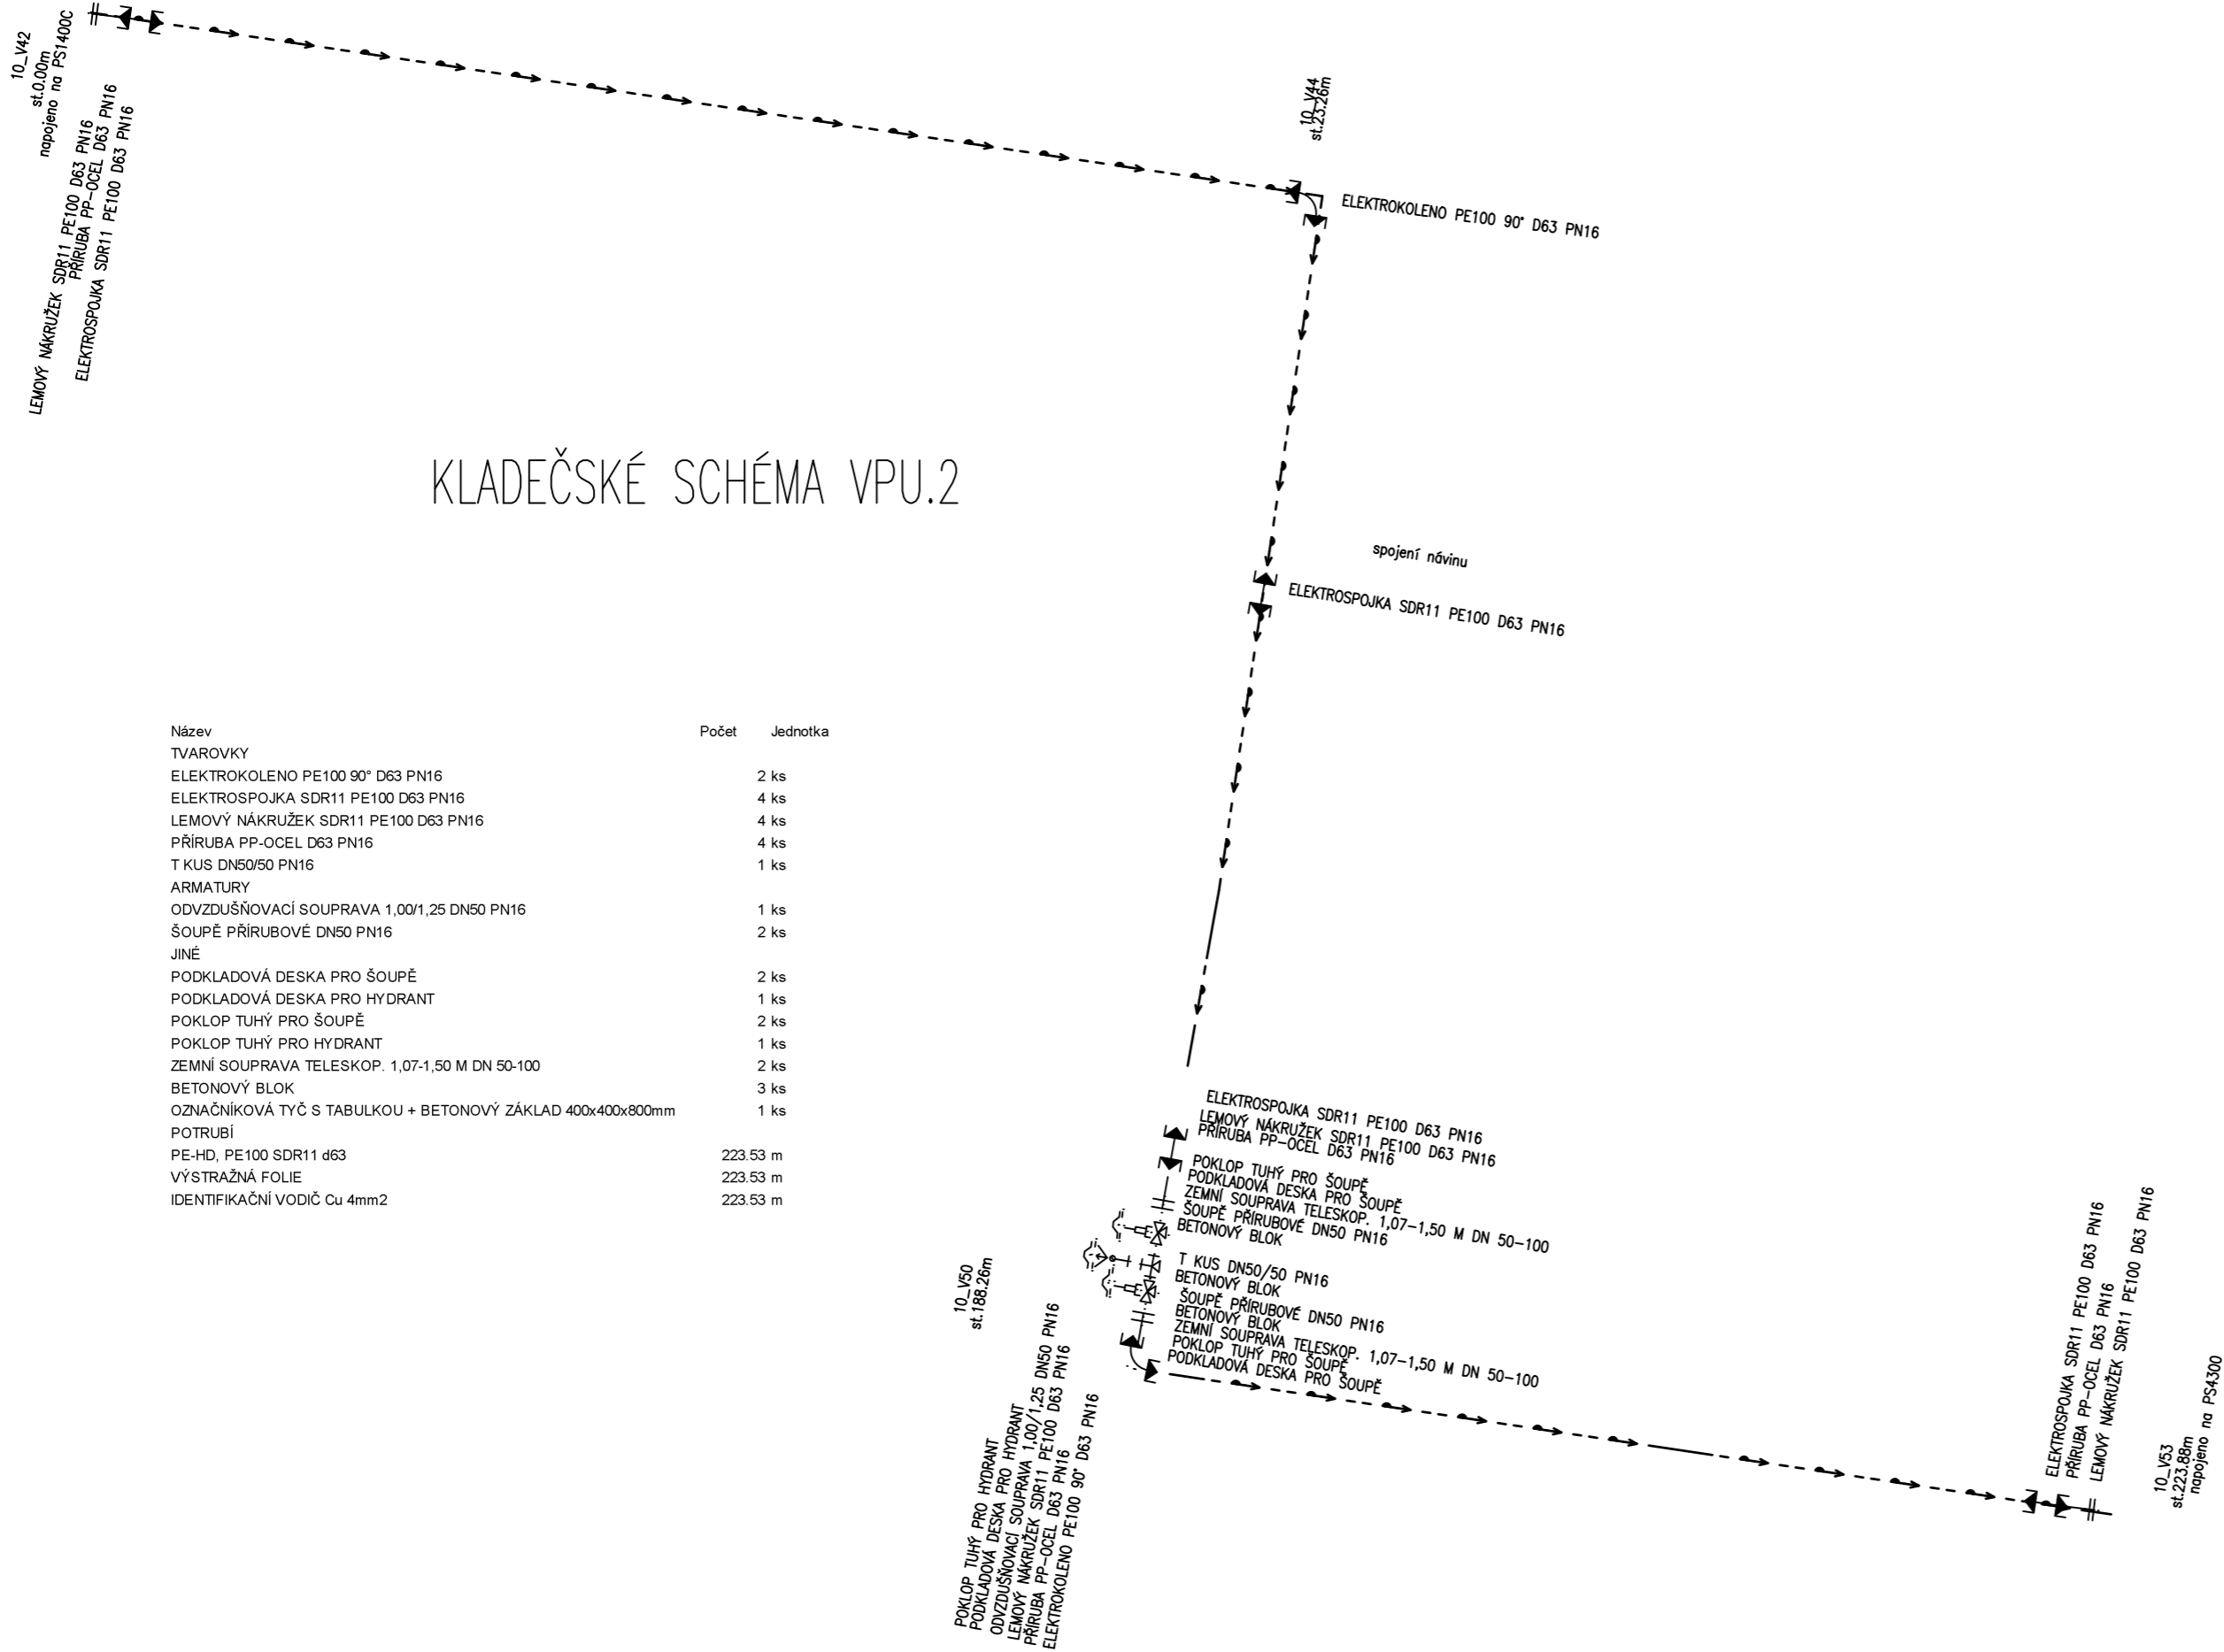 10_V42
st.0.00m
napojeno na PS1400C
LEMOVÝ NÁKRUŽEK SDR11 PE100 D63 PN16
PŘÍRUBA PP-OCEL D63 PN16
ELEKTROSPOJKA SDR11 PE100 D63 PN16
10_V44
st.23.26m
ELEKTROKOLENO PE100 90° D63 PN16
KLADEČSKÉ SCHÉMA VPU.2
spojení návinu
ELEKTROSPOJKA SDR11 PE100 D63 PN16
Název Počet Jednotka
TVAROVKY
ELEKTROKOLENO PE100 90° D63 PN16 2 ks
ELEKTROSPOJKA SDR11 PE100 D63 PN16 4 ks
LEMOVÝ NÁKRUŽEK SDR11 PE100 D63 PN16 4 ks
PŘÍRUBA PP-OCEL D63 PN16 4 ks
T KUS DN50/50 PN16 1 ks
ARMATURY
ODVZDUŠŇOVACÍ SOUPRAVA 1,00/1,25 DN50 PN16 1 ks
ŠOUPĚ PŘÍRUBOVÉ DN50 PN16 2 ks
JINÉ
PODKLADOVÁ DESKA PRO ŠOUPĚ 2 ks
PODKLADOVÁ DESKA PRO HYDRANT 1 ks
POKLOP TUHÝ PRO ŠOUPĚ 2 ks
POKLOP TUHÝ PRO HYDRANT 1 ks
ZEMNÍ SOUPRAVA TELESKOP. 1,07-1,50 M DN 50-100 2 ks
BETONOVÝ BLOK 3 ks
OZNAČNÍKOVÁ TYČ S TABULKOU + BETONOVÝ ZÁKLAD 400x400x800mm 1 ks
POTRUBÍ
PE-HD, PE100 SDR11 d63 223.53 m
VÝSTRAŽNÁ FOLIE 223.53 m
IDENTIFIKAČNÍ VODIČ Cu 4mm2 223.53 m
ELEKTROSPOJKA SDR11 PE100 D63 PN16
LEMOVÝ NÁKRUŽEK SDR11 PE100 D63 PN16
PŘÍRUBA PP-OCEL D63 PN16
POKLOP TUHÝ PRO ŠOUPĚ
PODKLADOVÁ DESKA PRO ŠOUPĚ
ZEMNÍ SOUPRAVA TELESKOP. 1,07-1,50 M DN 50-100
ŠOUPĚ PŘÍRUBOVÉ DN50 PN16
BETONOVÝ BLOK
T KUS DN50/50 PN16
BETONOVÝ BLOK
ŠOUPĚ PŘÍRUBOVÉ DN50 PN16
BETONOVÝ BLOK
ZEMNÍ SOUPRAVA TELESKOP. 1,07-1,50 M DN 50-100
POKLOP TUHÝ PRO ŠOUPĚ
PODKLADOVÁ DESKA PRO ŠOUPĚ
10_V50
st.188.26m
POKLOP TUHÝ PRO HYDRANT
PODKLADOVÁ DESKA PRO HYDRANT
ODVZDUŠŇOVACÍ SOUPRAVA 1,00/1,25 DN50 PN16
LEMOVÝ NÁKRUŽEK SDR11 PE100 D63 PN16
PŘÍRUBA PP-OCEL D63 PN16
ELEKTROKOLENO PE100 90° D63 PN16
ELEKTROSPOJKA SDR11 PE100 D63 PN16
PŘÍRUBA PP-OCEL D63 PN16
LEMOVÝ NÁKRUŽEK SDR11 PE100 D63 PN16
10_V53
st.223.88m
napojeno na PS4300